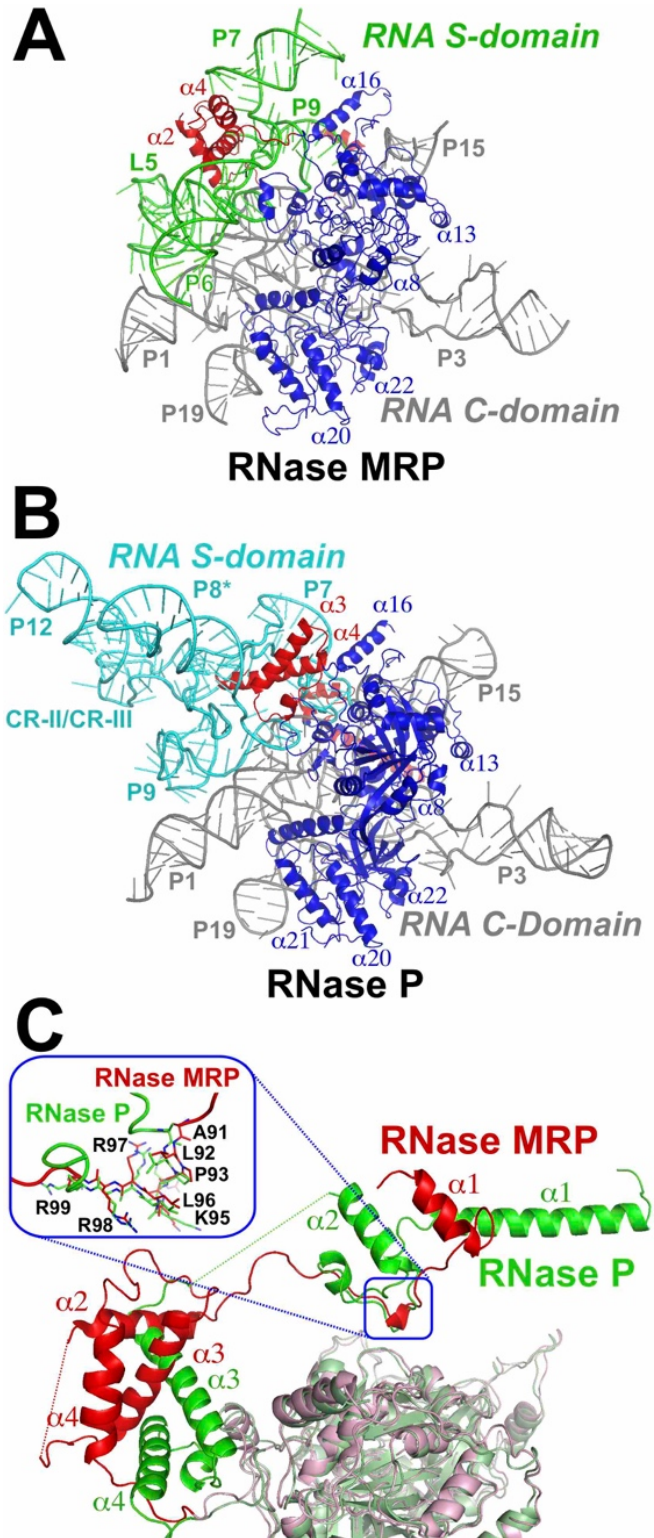 A
RNA S-domain
P7
α4
α16
α2
P9
P15
L5
α13
α8
P6
P1
P3
P19
α22
RNA C-domain
α20
RNase MRP
B
RNA S-domain
P8*
P7
α16
P12
α3
α4
P15
CR-II/CR-III
α13
P9
α8
P1
P3
α22
P19
RNA C-Domain
α21
α20
RNase P
C
RNase MRP
RNase P
A91
R97
L92
P93
R99
L96
R98
K95
RNase MRP
α1
α1
α2
RNase P
α2
α3
α3
α4
α4